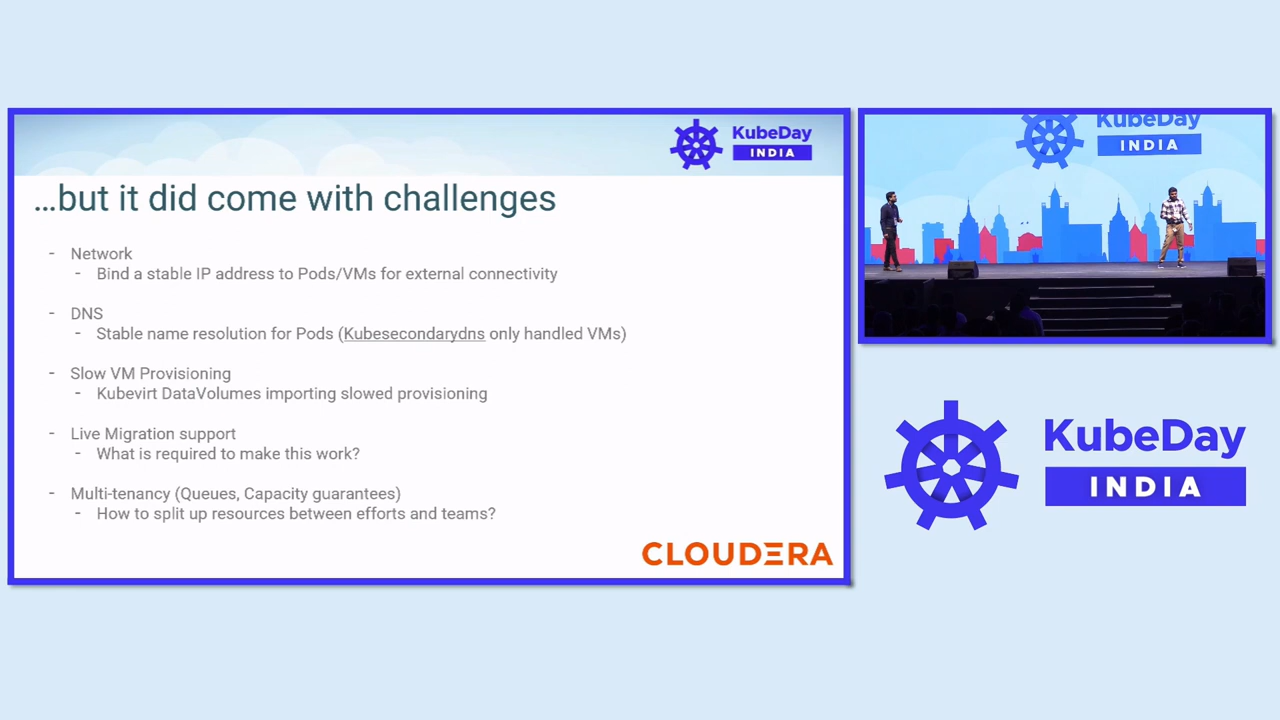 KubeDay
INDIA
…but it did come with challenges
- Network
- Bind a stable IP address to Pods/VMs for external connectivity
- DNS
- Stable name resolution for Pods (Kubesecondarydns only handled VMs)
- Slow VM Provisioning
- Kubevirt DataVolumes importing slowed provisioning
- Live Migration support
- What is required to make this work?
- Multi-tenancy (Queues, Capacity guarantees)
- How to split up resources between efforts and teams?
CLOUDERA
KubeDay
INDIA
KubeDay
INDIA